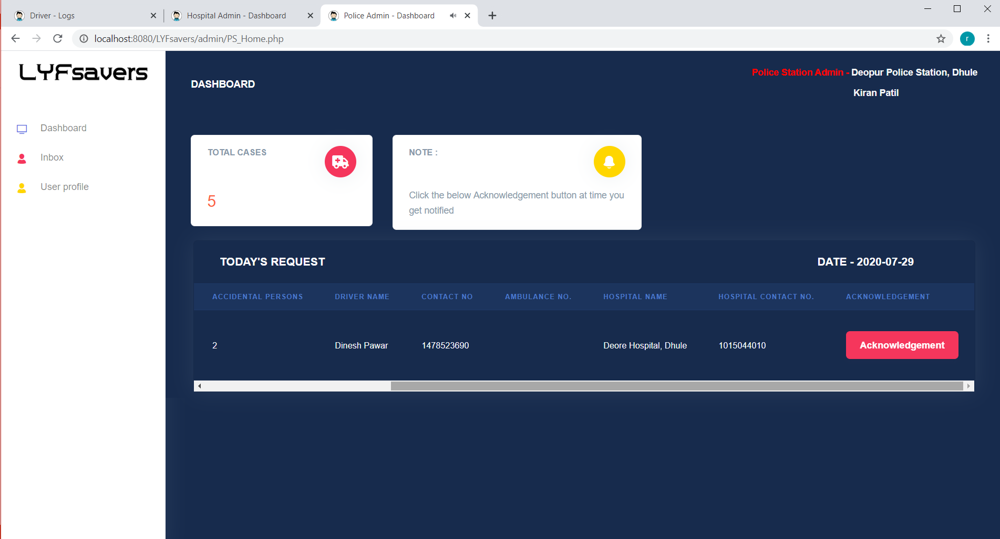 Driver - Logs
Hospital Admin - Dashboard
Police Admin - Dashboard
localhost:8080/LYFsavers/admin/PS_Home.php
r
LYFsavers
DASHBOARD
Police Station Admin - Deopur Police Station, Dhule
Kiran Patil
Dashboard
Inbox
User profile
TOTAL CASES
5
NOTE :
Click the below Acknowledgement button at time you
get notified
TODAY'S REQUEST
DATE - 2020-07-29
ACCIDENTAL PERSONS DRIVER NAME CONTACT NO AMBULANCE NO. HOSPITAL NAME HOSPITAL CONTACT NO. ACKNOWLEDGEMENT
2 Dinesh Pawar 1478523690 Deore Hospital, Dhule 1015044010 Acknowledgement